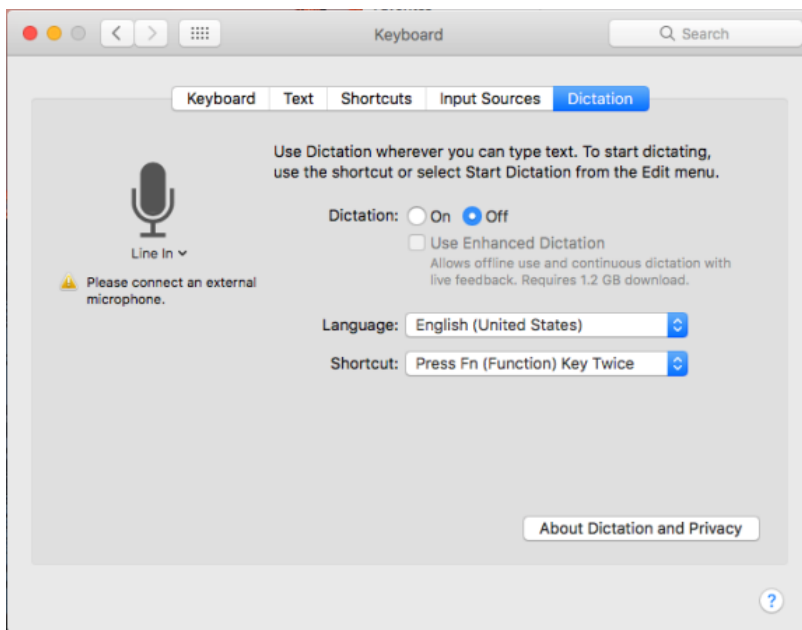 Keyboard
Search
Keyboard Text Shortcuts Input Sources Dictation
Use Dictation wherever you can type text. To start dictating,
use the shortcut or select Start Dictation from the Edit menu.
Dictation: On Off
Use Enhanced Dictation
Allows offline use and continuous dictation with
live feedback. Requires 1.2 GB download.
Line In
Please connect an external
microphone.
Language: English (United States)
Shortcut: Press Fn (Function) Key Twice
About Dictation and Privacy
?